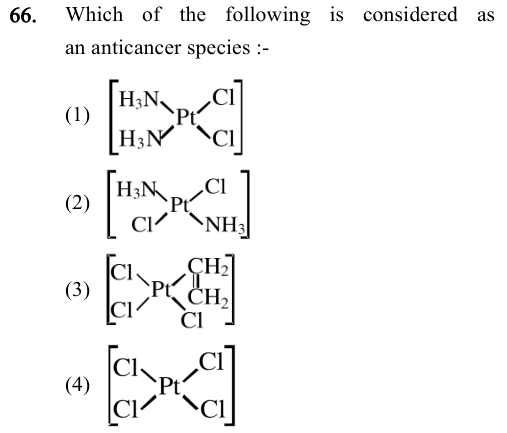 66. Which of the following is considered as
an anticancer species :-
(1)
H₃N Cl
Pt
H₃N Cl
(2)
H₃N Cl
Pt
Cl NH₃
(3)
Cl CH₂
Pt CH₂
Cl Cl
(4)
Cl Cl
Pt
Cl Cl